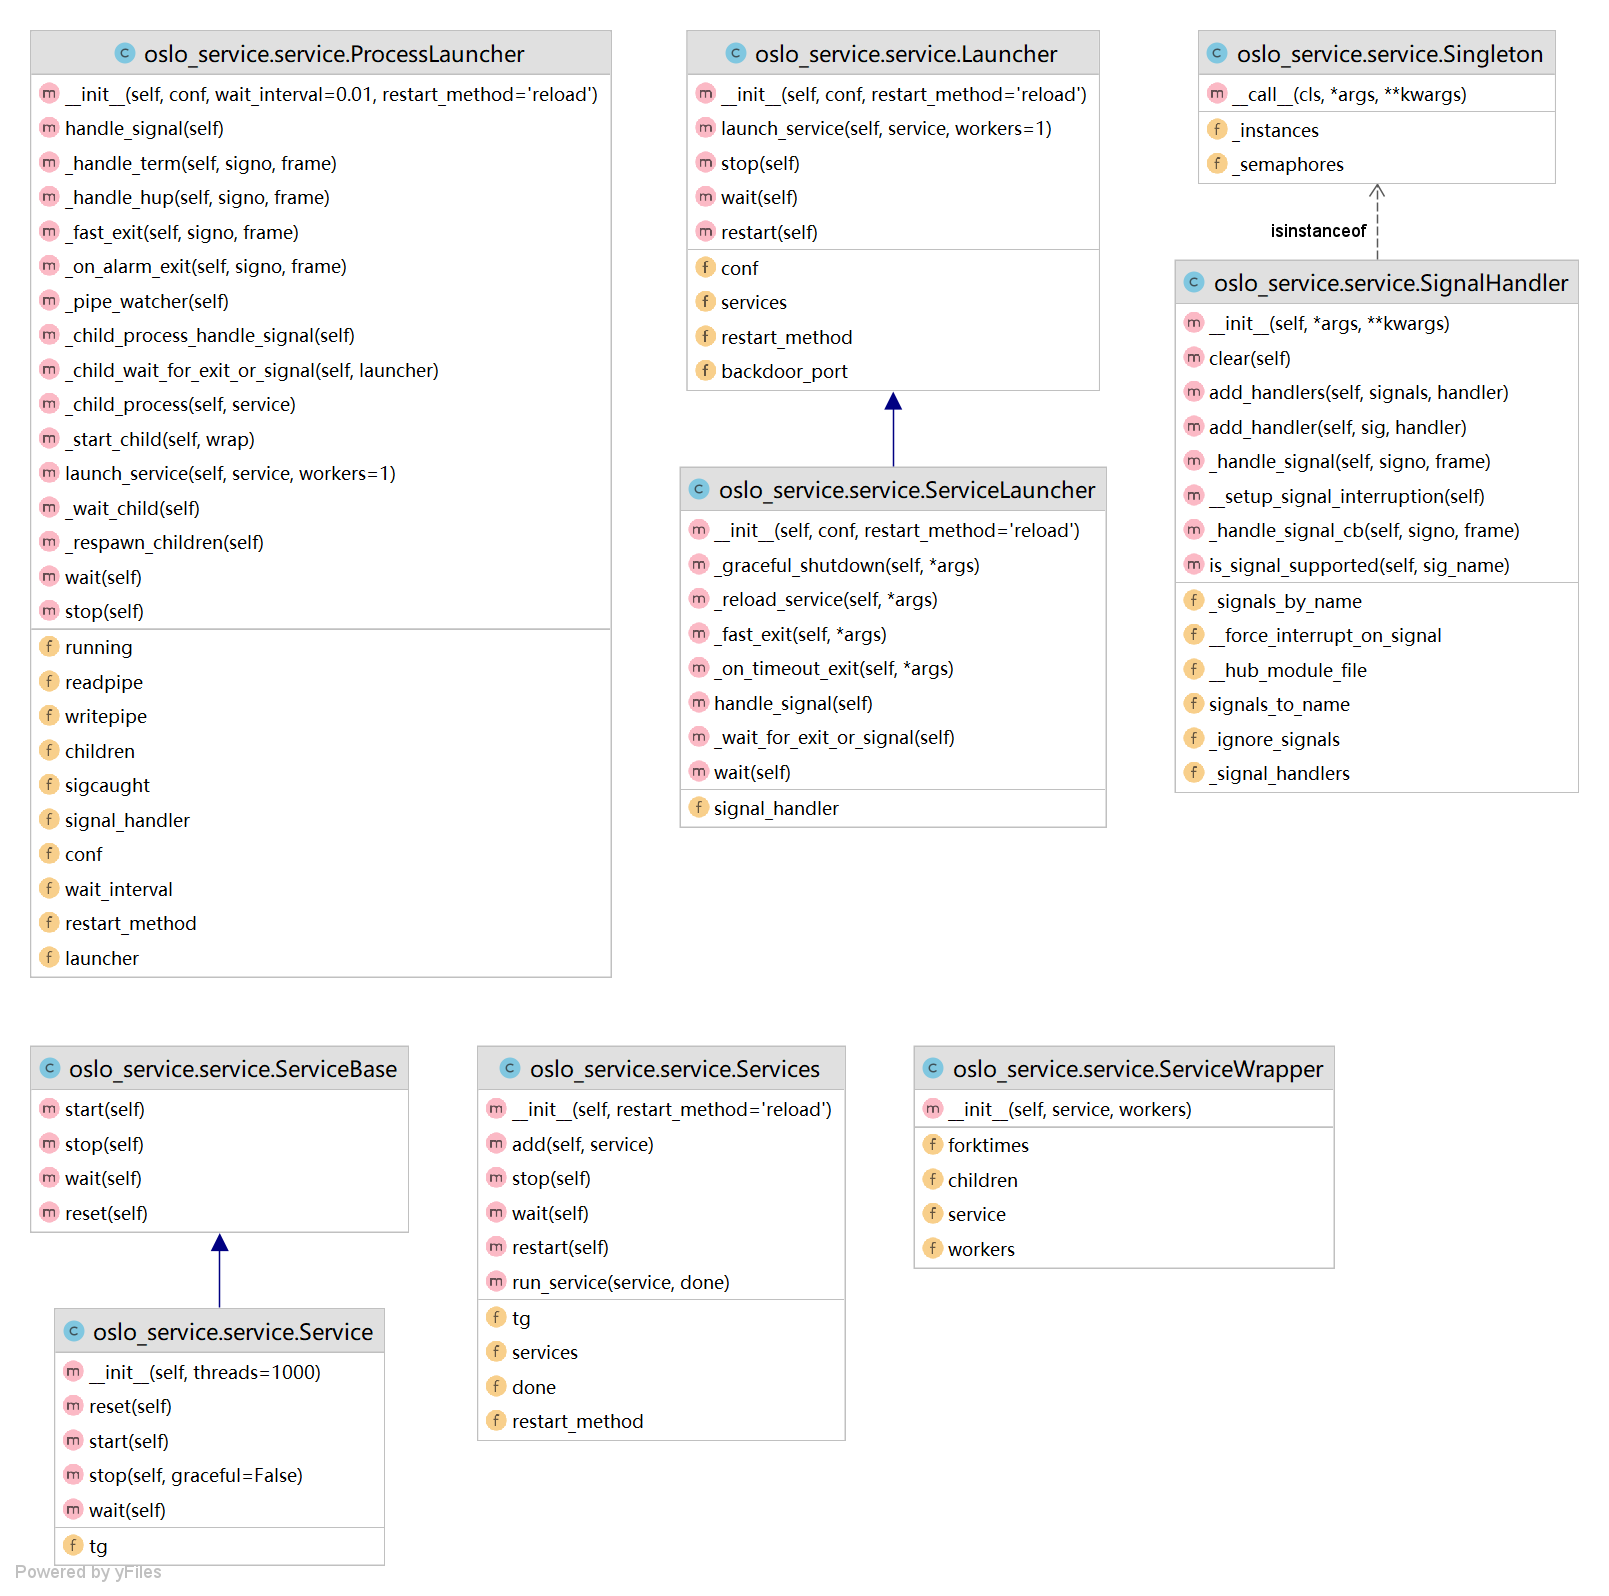 oslo_service.service.ProcessLauncher
__init__(self, conf, wait_interval=0.01, restart_method='reload')
handle_signal(self)
_handle_term(self, signo, frame)
_handle_hup(self, signo, frame)
_fast_exit(self, signo, frame)
_on_alarm_exit(self, signo, frame)
_pipe_watcher(self)
_child_process_handle_signal(self)
_child_wait_for_exit_or_signal(self, launcher)
_child_process(self, service)
_start_child(self, wrap)
launch_service(self, service, workers=1)
_wait_child(self)
_respawn_children(self)
wait(self)
stop(self)
running
readpipe
writepipe
children
sigcaught
signal_handler
conf
wait_interval
restart_method
launcher
oslo_service.service.Launcher
__init__(self, conf, restart_method='reload')
launch_service(self, service, workers=1)
stop(self)
wait(self)
restart(self)
conf
services
restart_method
backdoor_port
oslo_service.service.ServiceLauncher
__init__(self, conf, restart_method='reload')
_graceful_shutdown(self, *args)
_reload_service(self, *args)
_fast_exit(self, *args)
_on_timeout_exit(self, *args)
handle_signal(self)
_wait_for_exit_or_signal(self)
wait(self)
signal_handler
oslo_service.service.Singleton
__call__(cls, *args, **kwargs)
_instances
_semaphores
isinstanceof
oslo_service.service.SignalHandler
__init__(self, *args, **kwargs)
clear(self)
add_handlers(self, signals, handler)
add_handler(self, sig, handler)
_handle_signal(self, signo, frame)
__setup_signal_interruption(self)
_handle_signal_cb(self, signo, frame)
is_signal_supported(self, sig_name)
_signals_by_name
__force_interrupt_on_signal
__hub_module_file
signals_to_name
_ignore_signals
_signal_handlers
oslo_service.service.ServiceBase
start(self)
stop(self)
wait(self)
reset(self)
oslo_service.service.Service
__init__(self, threads=1000)
reset(self)
start(self)
stop(self, graceful=False)
wait(self)
tg
oslo_service.service.Services
__init__(self, restart_method='reload')
add(self, service)
stop(self)
wait(self)
restart(self)
run_service(service, done)
tg
services
done
restart_method
oslo_service.service.ServiceWrapper
__init__(self, service, workers)
forktimes
children
service
workers
Powered by yFiles